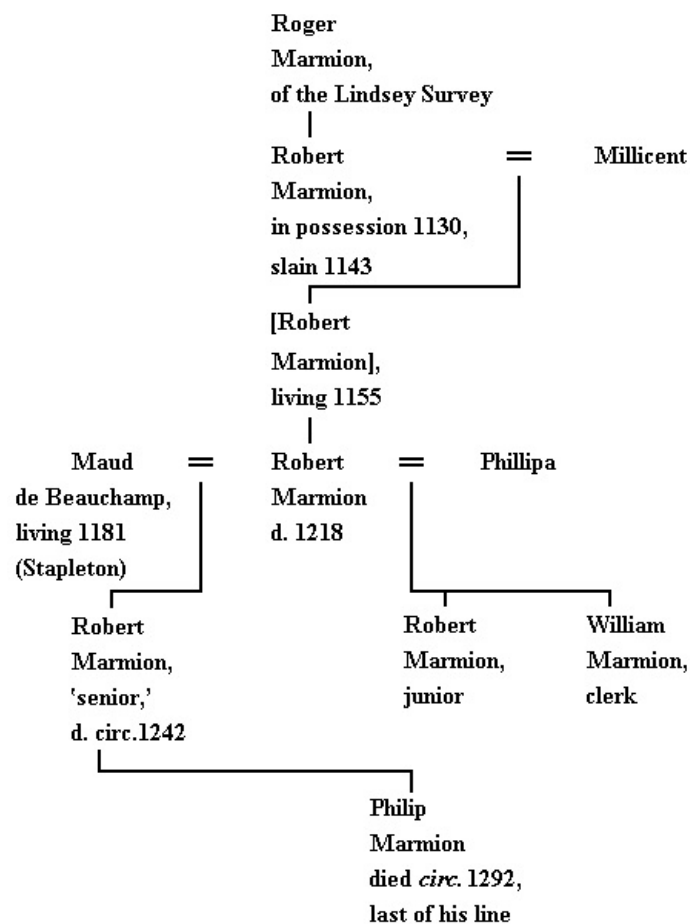 Roger
Marmion,
of the Lindsey Survey
Robert = Millicent
Marmion,
in possession 1130,
slain 1143
[Robert
Marmion],
living 1155
Maud = Robert = Phillipa
de Beauchamp, Marmion
living 1181 d. 1218
(Stapleton)
Robert Robert William
Marmion, Marmion, Marmion,
'senior,' junior clerk
d. circ.1242
Philip
Marmion
died circ. 1292,
last of his line